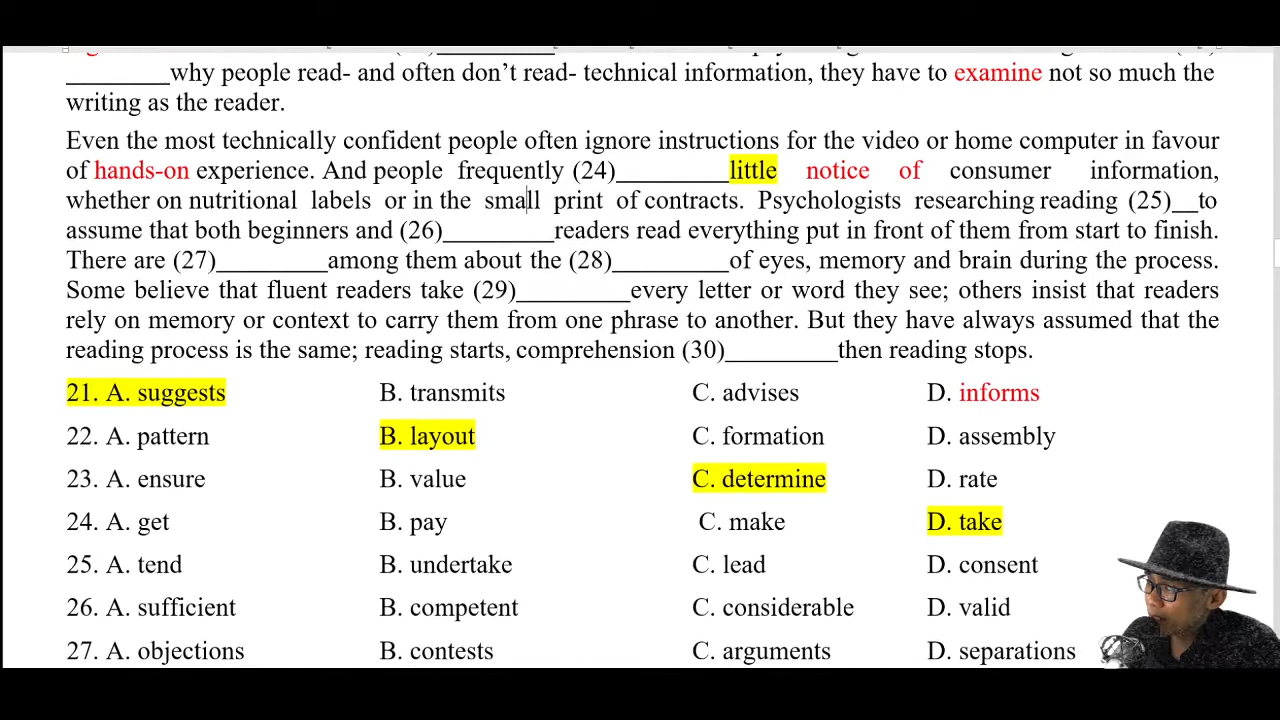 _________why people read- and often don't read- technical information, they have to examine not so much the
writing as the reader.
Even the most technically confident people often ignore instructions for the video or home computer in favour
of hands-on experience. And people frequently (24)__________little notice of consumer information,
whether on nutritional labels or in the small print of contracts. Psychologists researching reading (25)__to
assume that both beginners and (26)__________readers read everything put in front of them from start to finish.
There are (27)__________among them about the (28)__________of eyes, memory and brain during the process.
Some believe that fluent readers take (29)__________every letter or word they see; others insist that readers
rely on memory or context to carry them from one phrase to another. But they have always assumed that the
reading process is the same; reading starts, comprehension (30)__________then reading stops.
21. A. suggests B. transmits C. advises D. informs
22. A. pattern B. layout C. formation D. assembly
23. A. ensure B. value C. determine D. rate
24. A. get B. pay C. make D. take
25. A. tend B. undertake C. lead D. consent
26. A. sufficient B. competent C. considerable D. valid
27. A. objections B. contests C. arguments D. separations